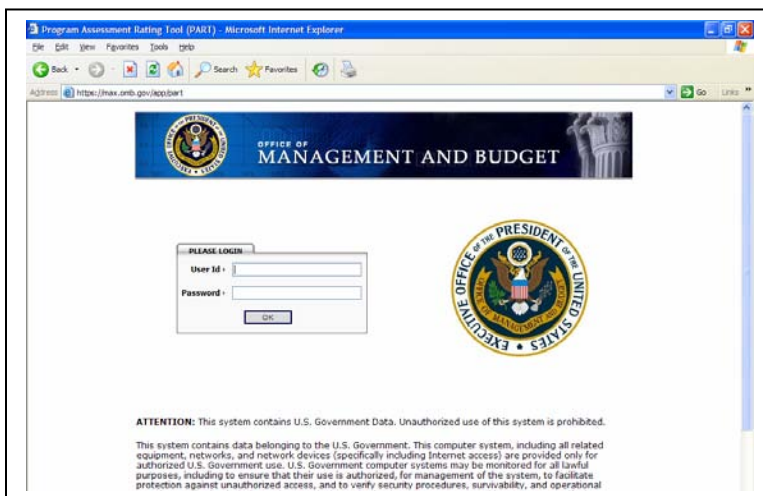 Program Assessment Rating Tool (PART) - Microsoft Internet Explorer
File Edit View Favorites Tools Help
Back Search Favorites
Address https://max.omb.gov/app/part Go Links »
OFFICE OF
MANAGEMENT AND BUDGET
PLEASE LOGIN
User Id
Password
OK
EXECUTIVE OFFICE OF THE PRESIDENT OF THE UNITED STATES
OFFICE OF MANAGEMENT AND BUDGET
ATTENTION: This system contains U.S. Government Data. Unauthorized use of this system is prohibited.
This system contains data belonging to the U.S. Government. This computer system, including all related
equipment, networks, and network devices (specifically including Internet access) are provided only for
authorized U.S. Government use. U.S. Government computer systems may be monitored for all lawful
purposes, including to ensure that their use is authorized, for management of the system, to facilitate
protection against unauthorized access, and to verify security procedures, survivability, and operational